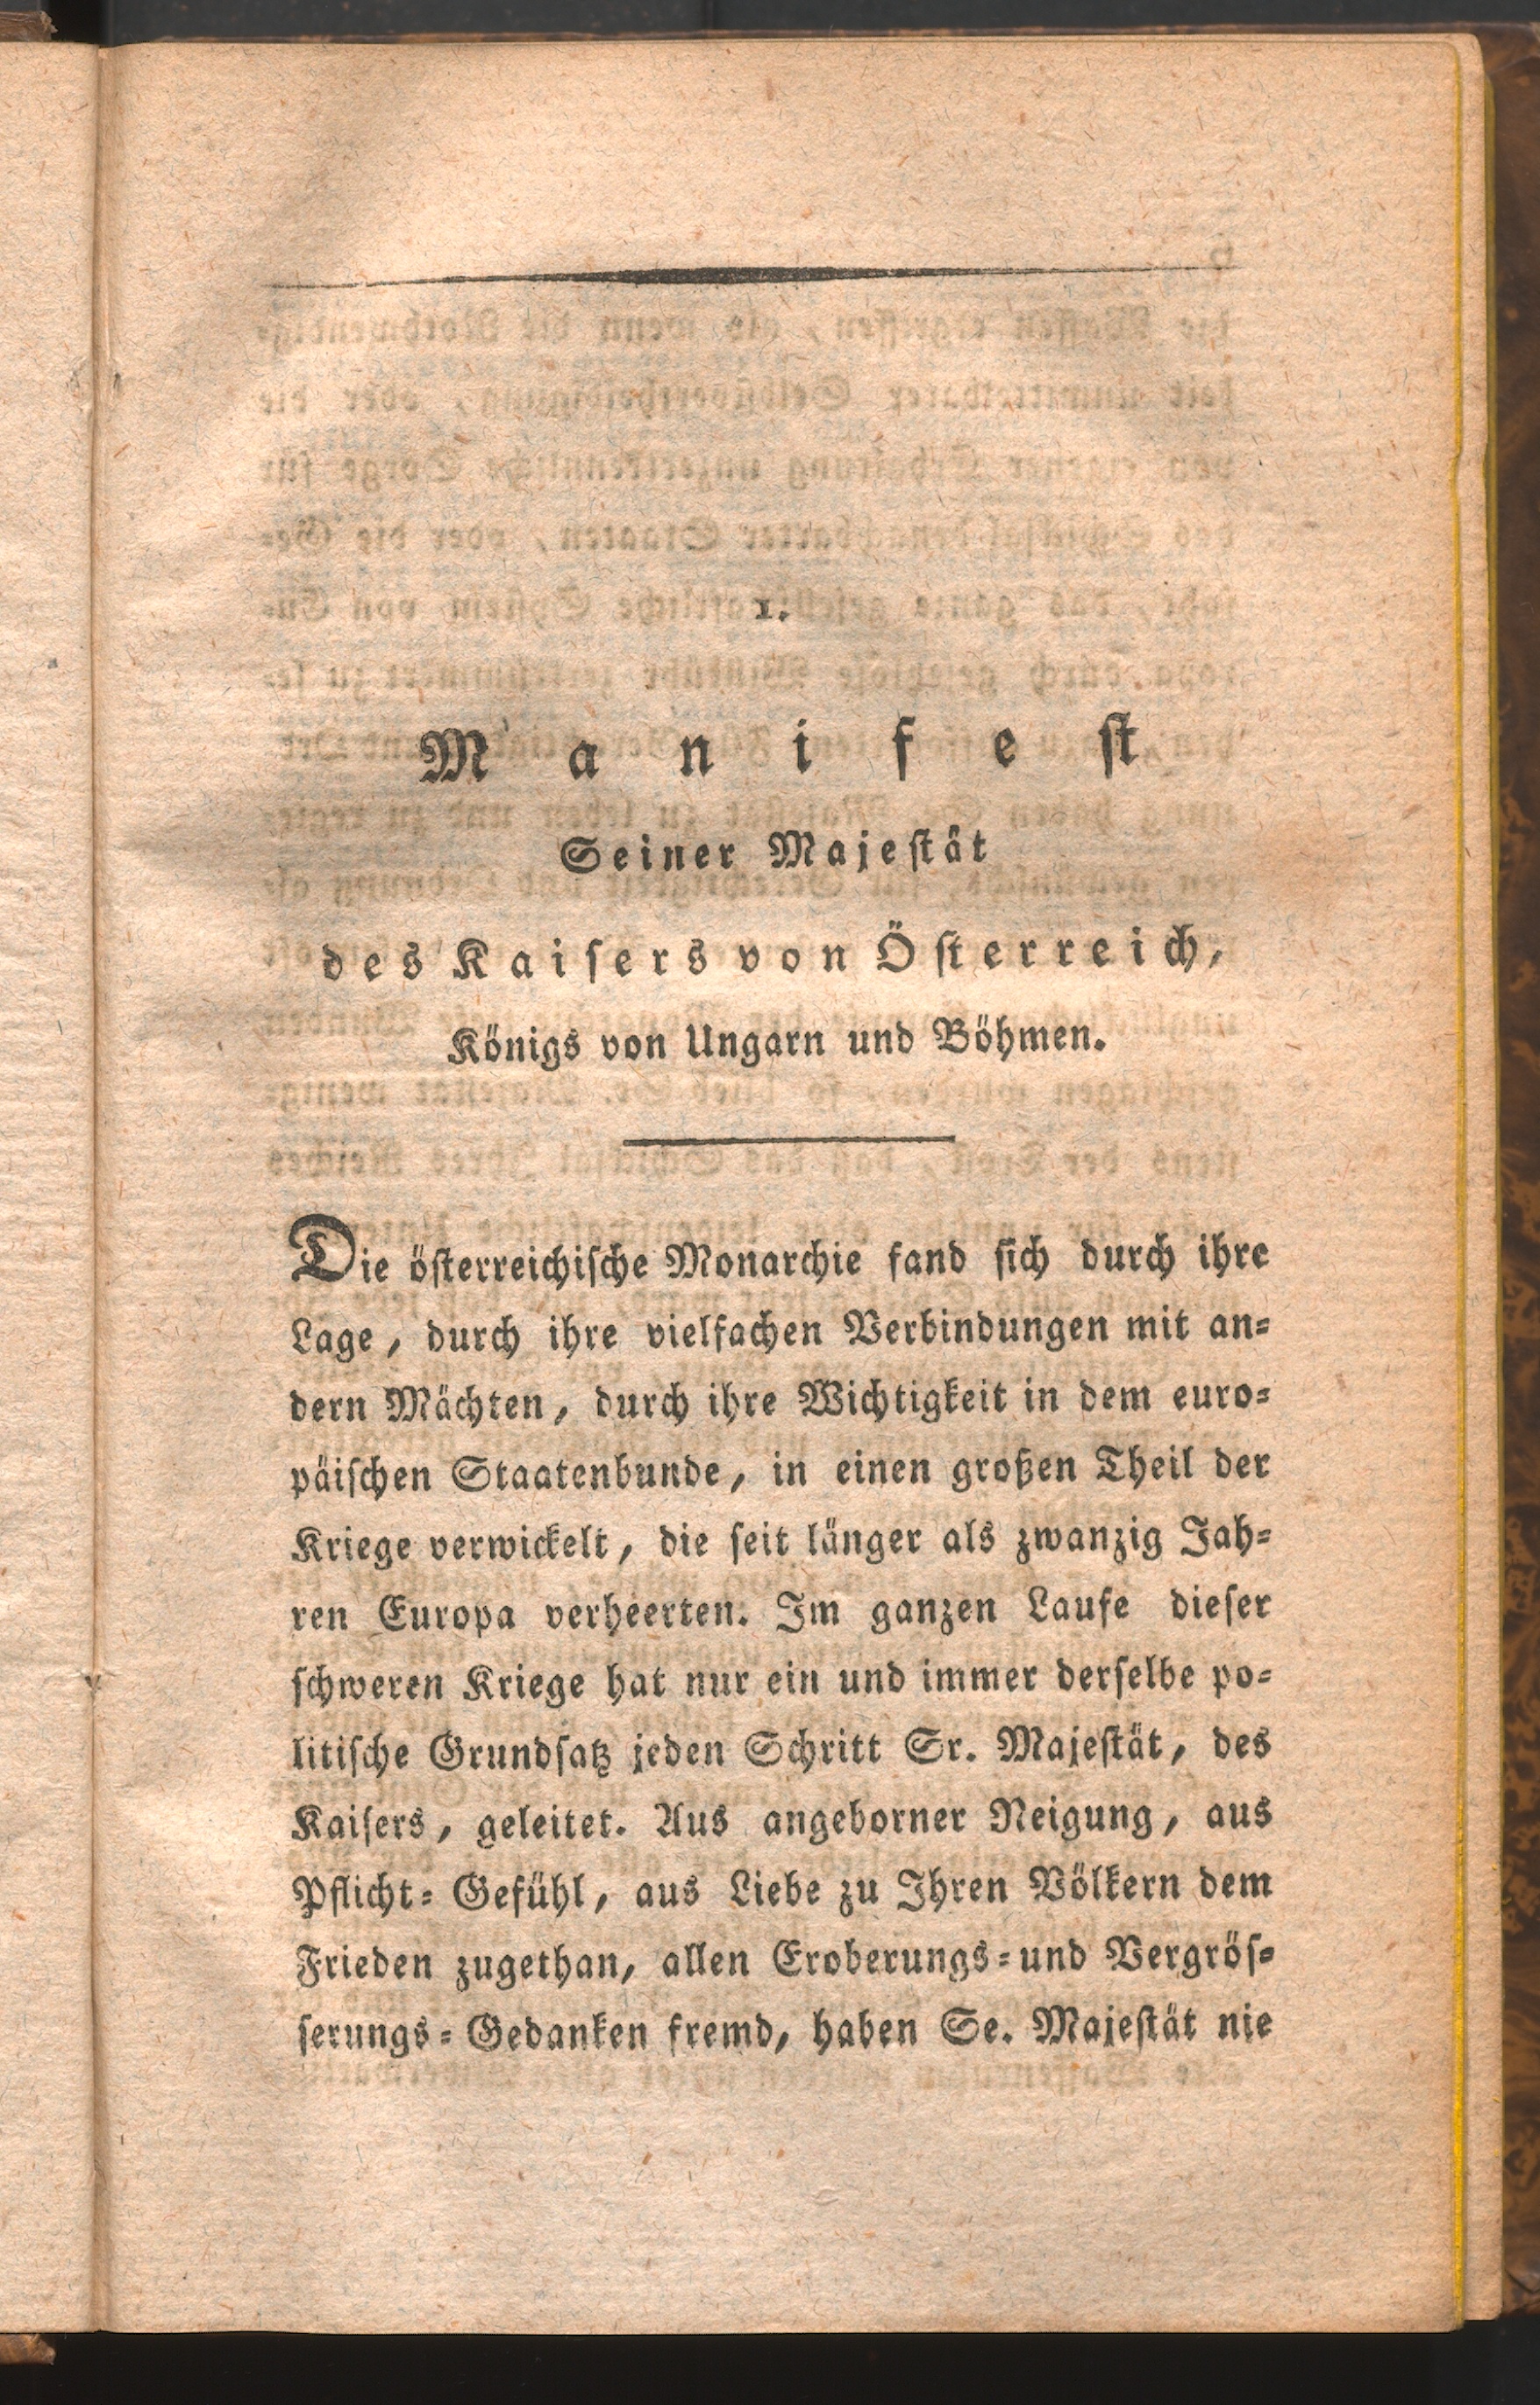 1.
Manifest
Seiner Majestät
des Kaisers von Österreich,
Königs von Ungarn und Böhmen.
Die österreichische Monarchie fand sich durch ihre
Lage, durch ihre vielfachen Verbindungen mit an-
dern Mächten, durch ihre Wichtigkeit in dem euro-
päischen Staatenbunde, in einen großen Theil der
Kriege verwickelt, die seit länger als zwanzig Jah-
ren Europa verheerten. Im ganzen Laufe dieser
schweren Kriege hat nur ein und immer derselbe po-
litische Grundsatz jeden Schritt Sr. Majestät, des
Kaisers, geleitet. Aus angeborner Neigung, aus
Pflicht-Gefühl, aus Liebe zu Ihren Völkern dem
Frieden zugethan, allen Eroberungs-und Vergrös-
serungs-Gedanken fremd, haben Se. Majestät nie